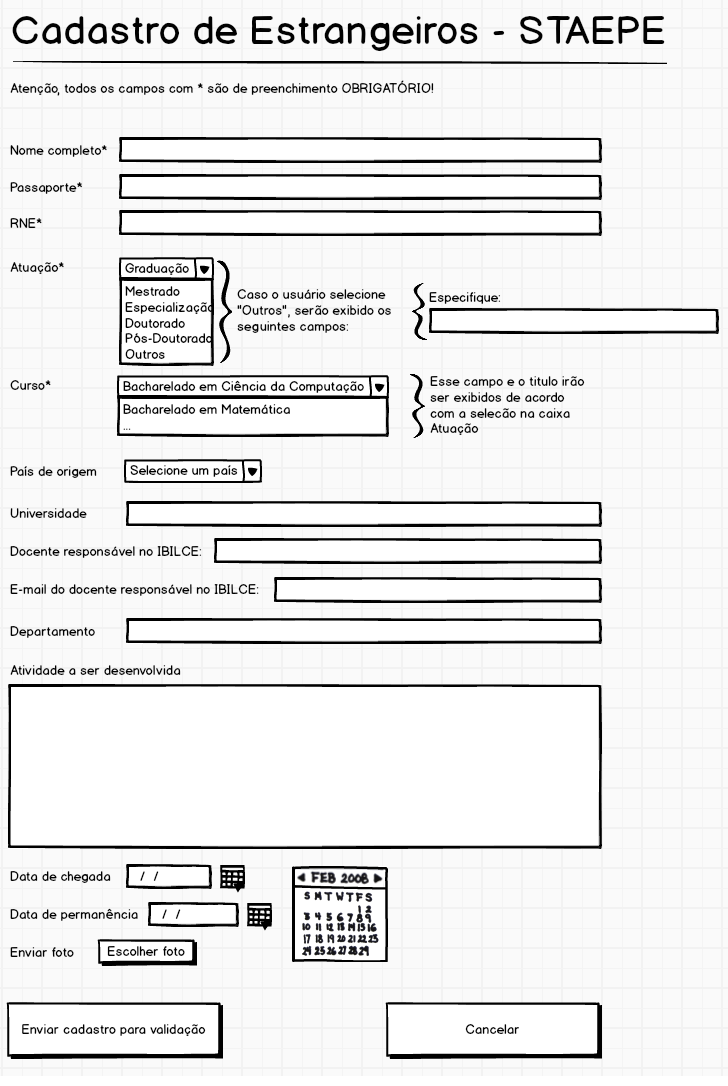 Cadastro de Estrangeiros - STAEPE
Atenção, todos os campos com * são de preenchimento OBRIGATÓRIO!
Nome completo*
Passaporte*
RNE*
Atuação*
Graduação
Mestrado
Especialização
Doutorado
Pós-Doutorado
Outros
Caso o usuário selecione
"Outros", serão exibido os
seguintes campos:
Especifique:
Curso*
Bacharelado em Ciência da Computação
Bacharelado em Matemática
...
Esse campo e o titulo irão
ser exibidos de acordo
com a selecão na caixa
Atuação
País de origem
Selecione um país
Universidade
Docente responsável no IBILCE:
E-mail do docente responsável no IBILCE:
Departamento
Atividade a ser desenvolvida
Data de chegada
/ /
Data de permanência
/ /
Enviar foto
Escolher foto
FEB 2008
S M T W T F S
1 2
3 4 5 6 7 8 9
10 11 12 13 14 15 16
17 18 19 20 21 22 23
24 25 26 27 28 29
Enviar cadastro para validação
Cancelar